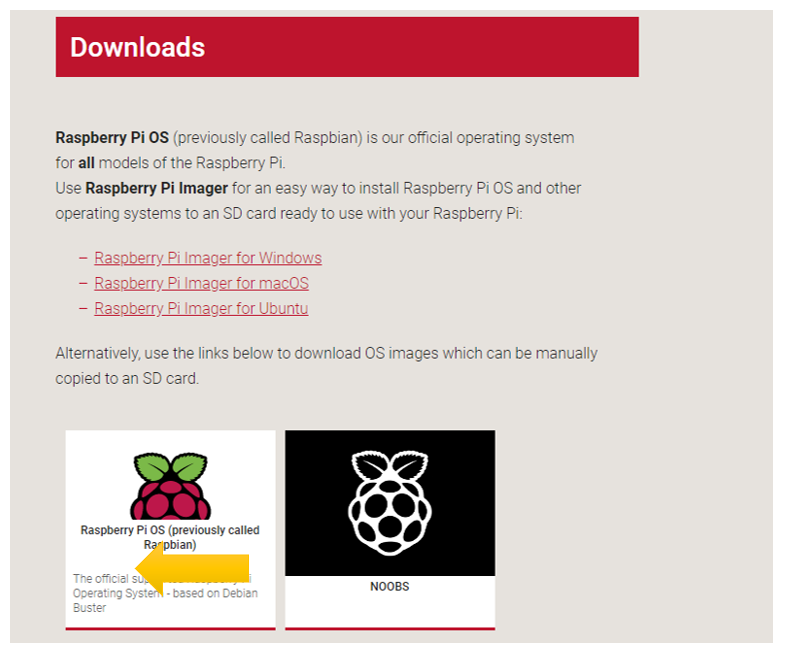 Downloads
Raspberry Pi OS (previously called Raspbian) is our official operating system
for all models of the Raspberry Pi.
Use Raspberry Pi Imager for an easy way to install Raspberry Pi OS and other
operating systems to an SD card ready to use with your Raspberry Pi:
– Raspberry Pi Imager for Windows
– Raspberry Pi Imager for macOS
– Raspberry Pi Imager for Ubuntu
Alternatively, use the links below to download OS images which can be manually
copied to an SD card.
Raspberry Pi OS (previously called
Raspbian)
The official
Operating System - based on Debian
Buster
NOOBS